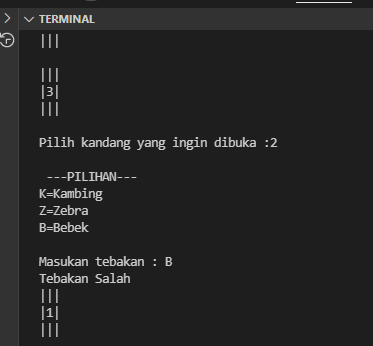 TERMINAL
|||
|||
|3|
|||
Pilih kandang yang ingin dibuka :2
---PILIHAN---
K=Kambing
Z=Zebra
B=Bebek
Masukan tebakan : B
Tebakan Salah
|||
|1|
|||